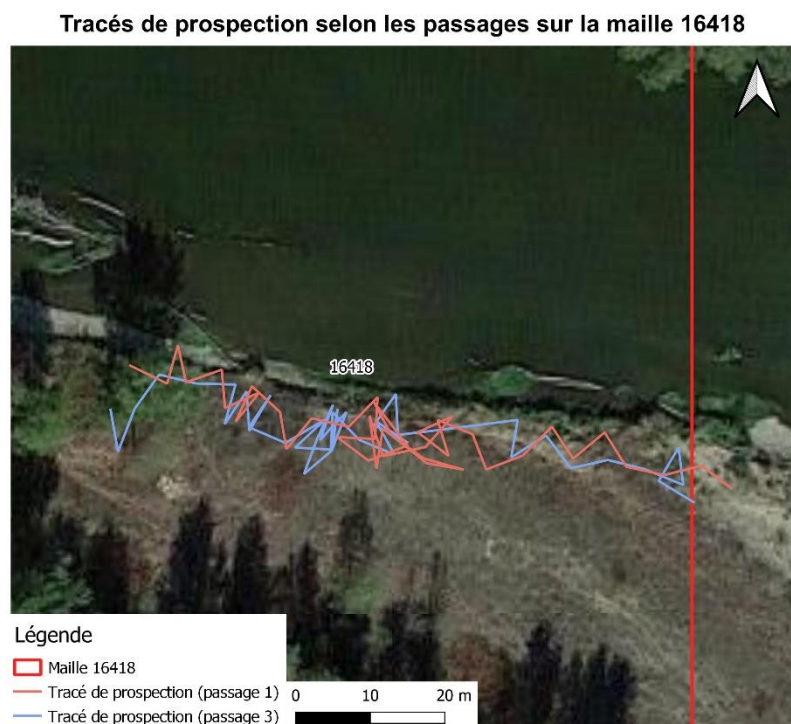 Tracés de prospection selon les passages sur la maille 16418
16418
Légende
Maille 16418
Tracé de prospection (passage 1)
Tracé de prospection (passage 3)
0 10 20 m